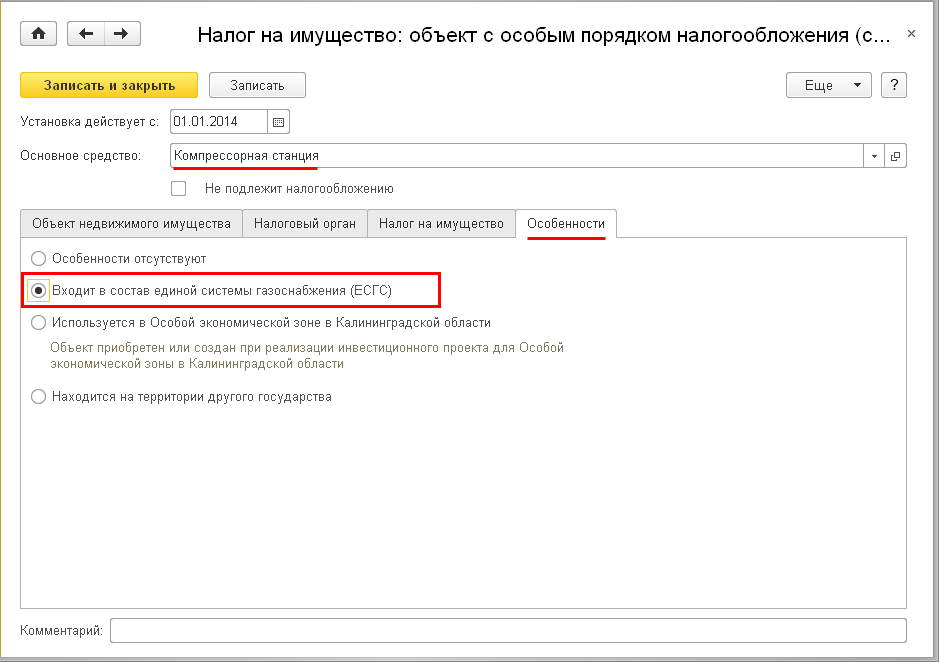 Налог на имущество: объект с особым порядком налогообложения (с...
Записать и закрыть
Записать
Еще
?
Установка действует с:
01.01.2014
Основное средство:
Компрессорная станция
Не подлежит налогообложению
Объект недвижимого имущества
Налоговый орган
Налог на имущество
Особенности
Особенности отсутствуют
Входит в состав единой системы газоснабжения (ЕСГС)
Используется в Особой экономической зоне в Калининградской области
Объект приобретен или создан при реализации инвестиционного проекта для Особой
экономической зоны в Калининградской области
Находится на территории другого государства
Комментарий: